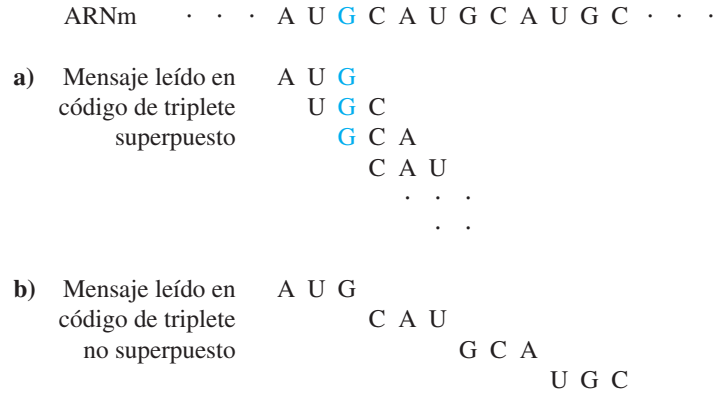 ARNm · · · A U G C A U G C A U G C · · ·
a) Mensaje leído en A U G
código de triplete U G C
superpuesto G C A
C A U
· · ·
· ·
b) Mensaje leído en A U G
código de triplete C A U
no superpuesto G C A
U G C